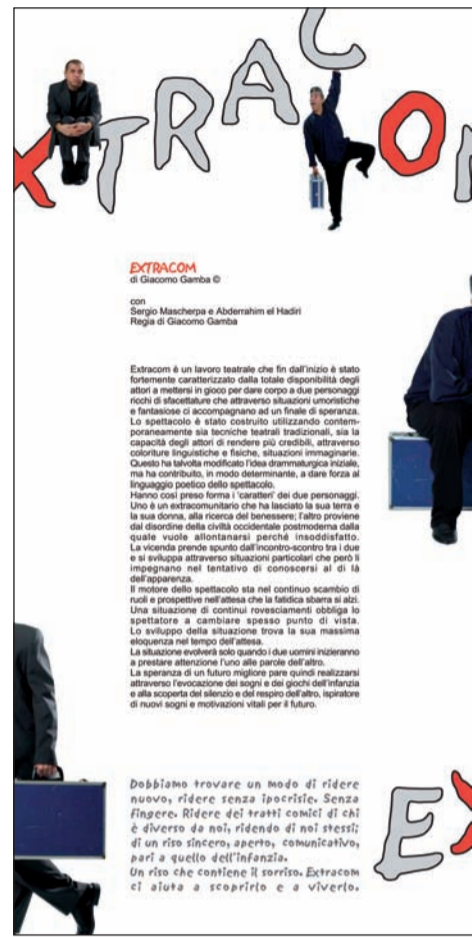 XTRACOM
EXTRACOM
di Giacomo Gamba ©
con
Sergio Mascherpa e Abderrahim el Hadiri
Regia di Giacomo Gamba
Extracom è un lavoro teatrale che fin dall'inizio è stato
fortemente caratterizzato dalla totale disponibilità degli
attori a mettersi in gioco per dare corpo a due personaggi
ricchi di sfaccettature che attraverso situazioni umoristiche
e fantasiose ci accompagnano ad un finale di speranza.
Lo spettacolo è stato costruito utilizzando contem-
poraneamente sia tecniche teatrali tradizionali, sia la
capacità degli attori di rendere più credibili, attraverso
coloriture linguistiche e fisiche, situazioni immaginarie.
Questo ha talvolta modificato l'idea drammaturgica iniziale,
ma ha contribuito, in modo determinante, a dare forza al
linguaggio poetico dello spettacolo.
Hanno così preso forma i 'caratteri' dei due personaggi.
Uno è un extracomunitario che ha lasciato la sua terra e
la sua donna, alla ricerca del benessere; l'altro proviene
dal disordine della civiltà occidentale postmoderna dalla
quale vuole allontanarsi perché insoddisfatto.
La vicenda prende spunto dall'incontro-scontro tra i due
e si sviluppa attraverso situazioni particolari che però li
impegnano nel tentativo di conoscersi al di là
dell'apparenza.
Il motore dello spettacolo sta nel continuo scambio di
ruoli e prospettive nell'attesa che la fatidica sbarra si alzi.
Una situazione di continui rovesciamenti obbliga lo
spettatore a cambiare spesso punto di vista.
Lo sviluppo della situazione trova la sua massima
eloquenza nel tempo dell'attesa.
La situazione evolverà solo quando i due uomini inizieranno
a prestare attenzione l'uno alle parole dell'altro.
La speranza di un futuro migliore pare quindi realizzarsi
attraverso l'evocazione dei sogni e dei giochi dell'infanzia
e alla scoperta del silenzio e del respiro dell'altro, ispiratore
di nuovi sogni e motivazioni vitali per il futuro.
Dobbiamo trovare un modo di ridere
nuovo, ridere senza ipocrisie. Senza
fingere. Ridere dei tratti comici di chi
è diverso da noi, ridendo di noi stessi;
di un riso sincero, aperto, comunicativo,
pari a quello dell'infanzia.
Un riso che contiene il sorriso. Extracom
ci aiuta a scoprirlo e a viverlo.
EX